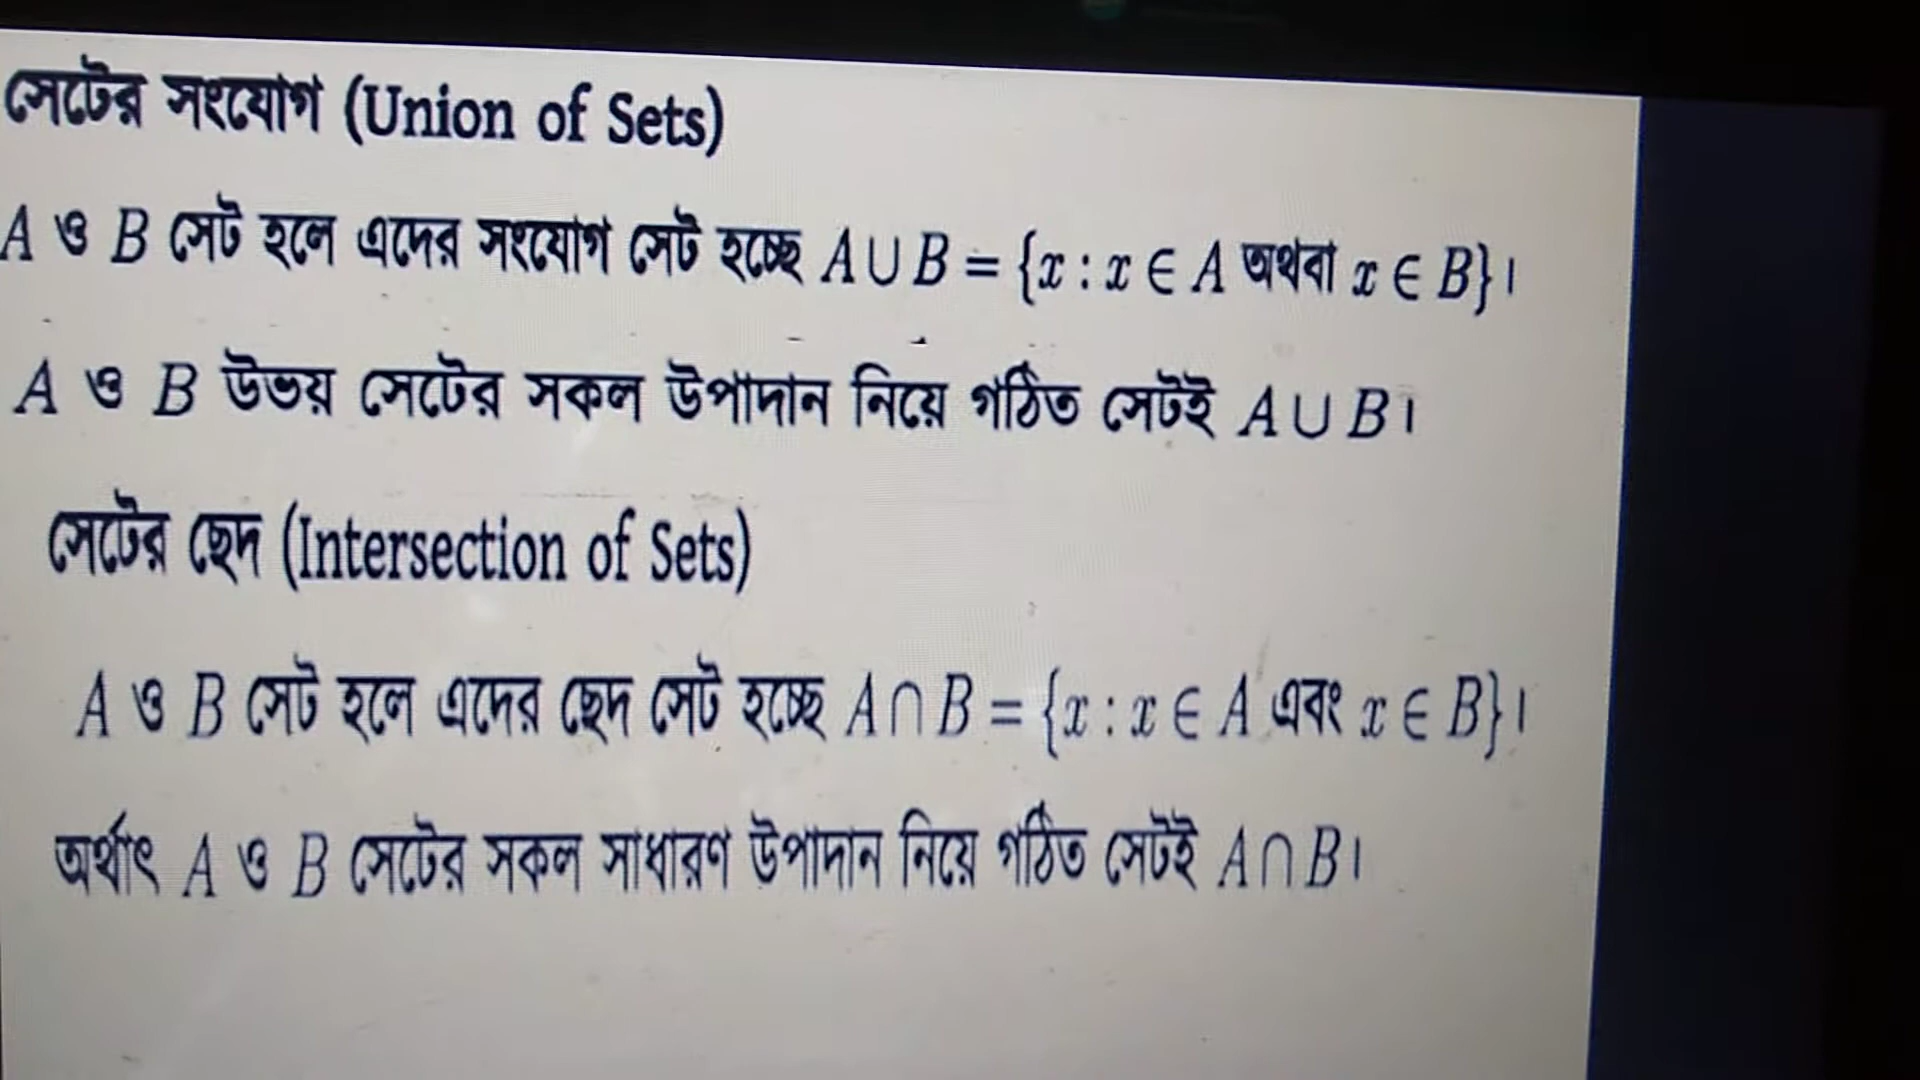 সেটের সংযোগ (Union of Sets)
A ও B সেট হলে এদের সংযোগ সেট হচ্ছে A ∪ B = {x : x ∈ A অথবা x ∈ B}।
A ও B উভয় সেটের সকল উপাদান নিয়ে গঠিত সেটই A ∪ B।
সেটের ছেদ (Intersection of Sets)
A ও B সেট হলে এদের ছেদ সেট হচ্ছে A ∩ B = {x : x ∈ A এবং x ∈ B}।
অর্থাৎ A ও B সেটের সকল সাধারণ উপাদান নিয়ে গঠিত সেটই A ∩ B।